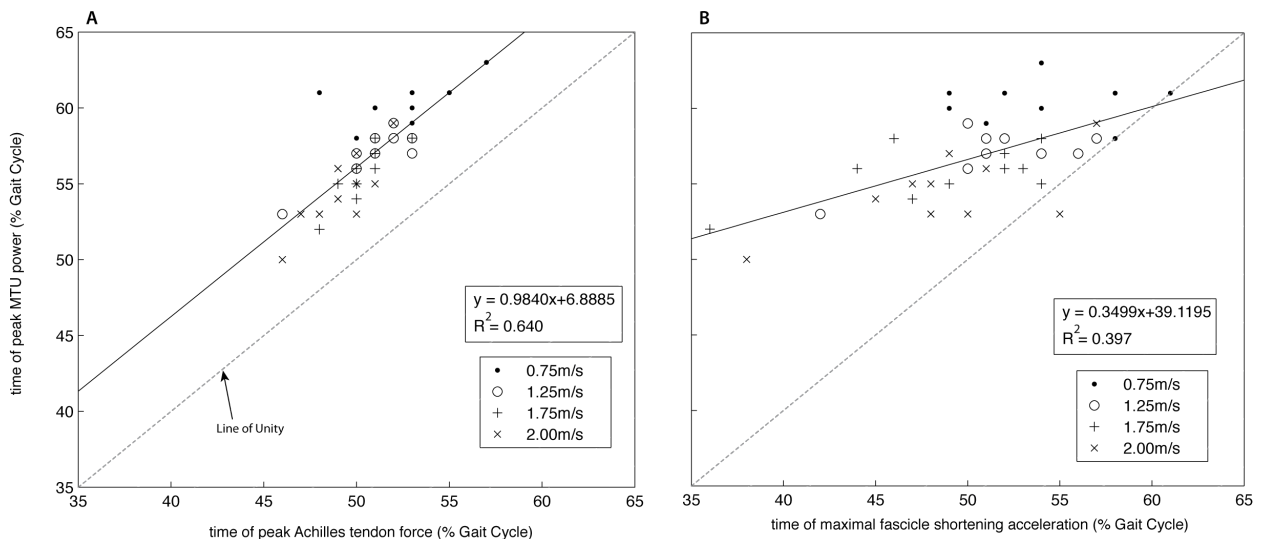 A
65
60
55
50
45
40
35
35
40
45
50
55
60
65
time of peak MTU power (% Gait Cycle)
time of peak Achilles tendon force (% Gait Cycle)
y = 0.9840x+6.8885
R2= 0.640
0.75m/s
1.25m/s
1.75m/s
2.00m/s
Line of Unity
B
y = 0.3499x+39.1195
R2= 0.397
0.75m/s
1.25m/s
1.75m/s
2.00m/s
35
40
45
50
55
60
65
time of maximal fascicle shortening acceleration (% Gait Cycle)